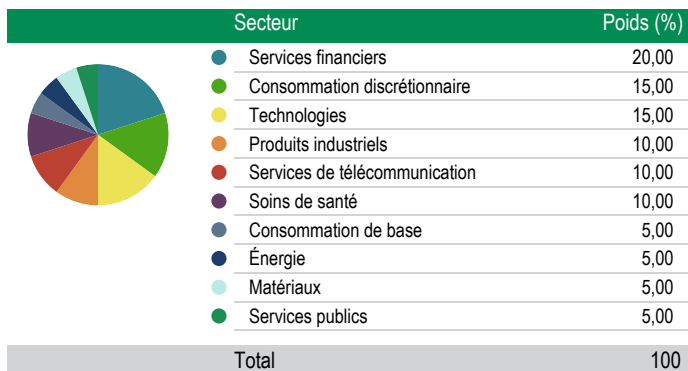 Secteur Poids (%)
Services financiers 20,00
Consommation discrétionnaire 15,00
Technologies 15,00
Produits industriels 10,00
Services de télécommunication 10,00
Soins de santé 10,00
Consommation de base 5,00
Énergie 5,00
Matériaux 5,00
Services publics 5,00
Total 100